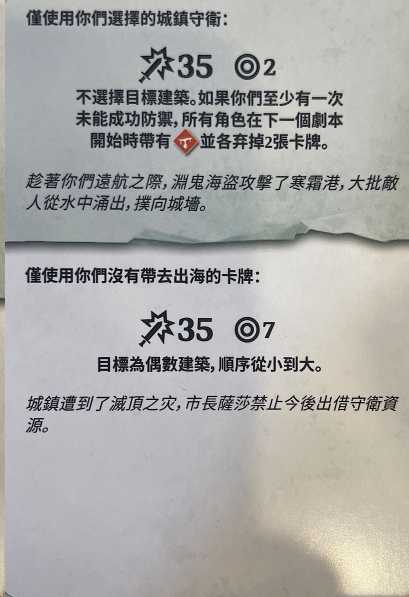 僅使用你們選擇的城鎮守衛：
35 2
不選擇目標建築。如果你們至少有一次
未能成功防禦，所有角色在下一個劇本
開始時帶有並各弃掉2張卡牌。
趁著你們遠航之際，淵鬼海盜攻擊了寒霜港，大批敵
人從水中涌出，撲向城墻。
僅使用你們沒有帶去出海的卡牌：
35 7
目標為偶數建築，順序從小到大。
城鎮遭到了滅頂之灾，市長薩莎禁止今後出借守衛資
源。